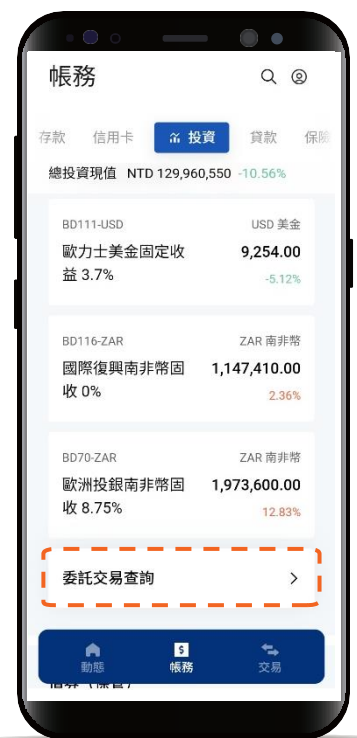 帳務
存款 信用卡 投資 貸款 保險
總投資現值 NTD 129,960,550 -10.56%
BD111-USD USD 美金
歐力士美金固定收 9,254.00
益 3.7% -5.12%
BD116-ZAR ZAR 南非幣
國際復興南非幣固 1,147,410.00
收 0% 2.36%
BD70-ZAR ZAR 南非幣
歐洲投銀南非幣固 1,973,600.00
收 8.75% 12.83%
委託交易查詢
動態 帳務 交易